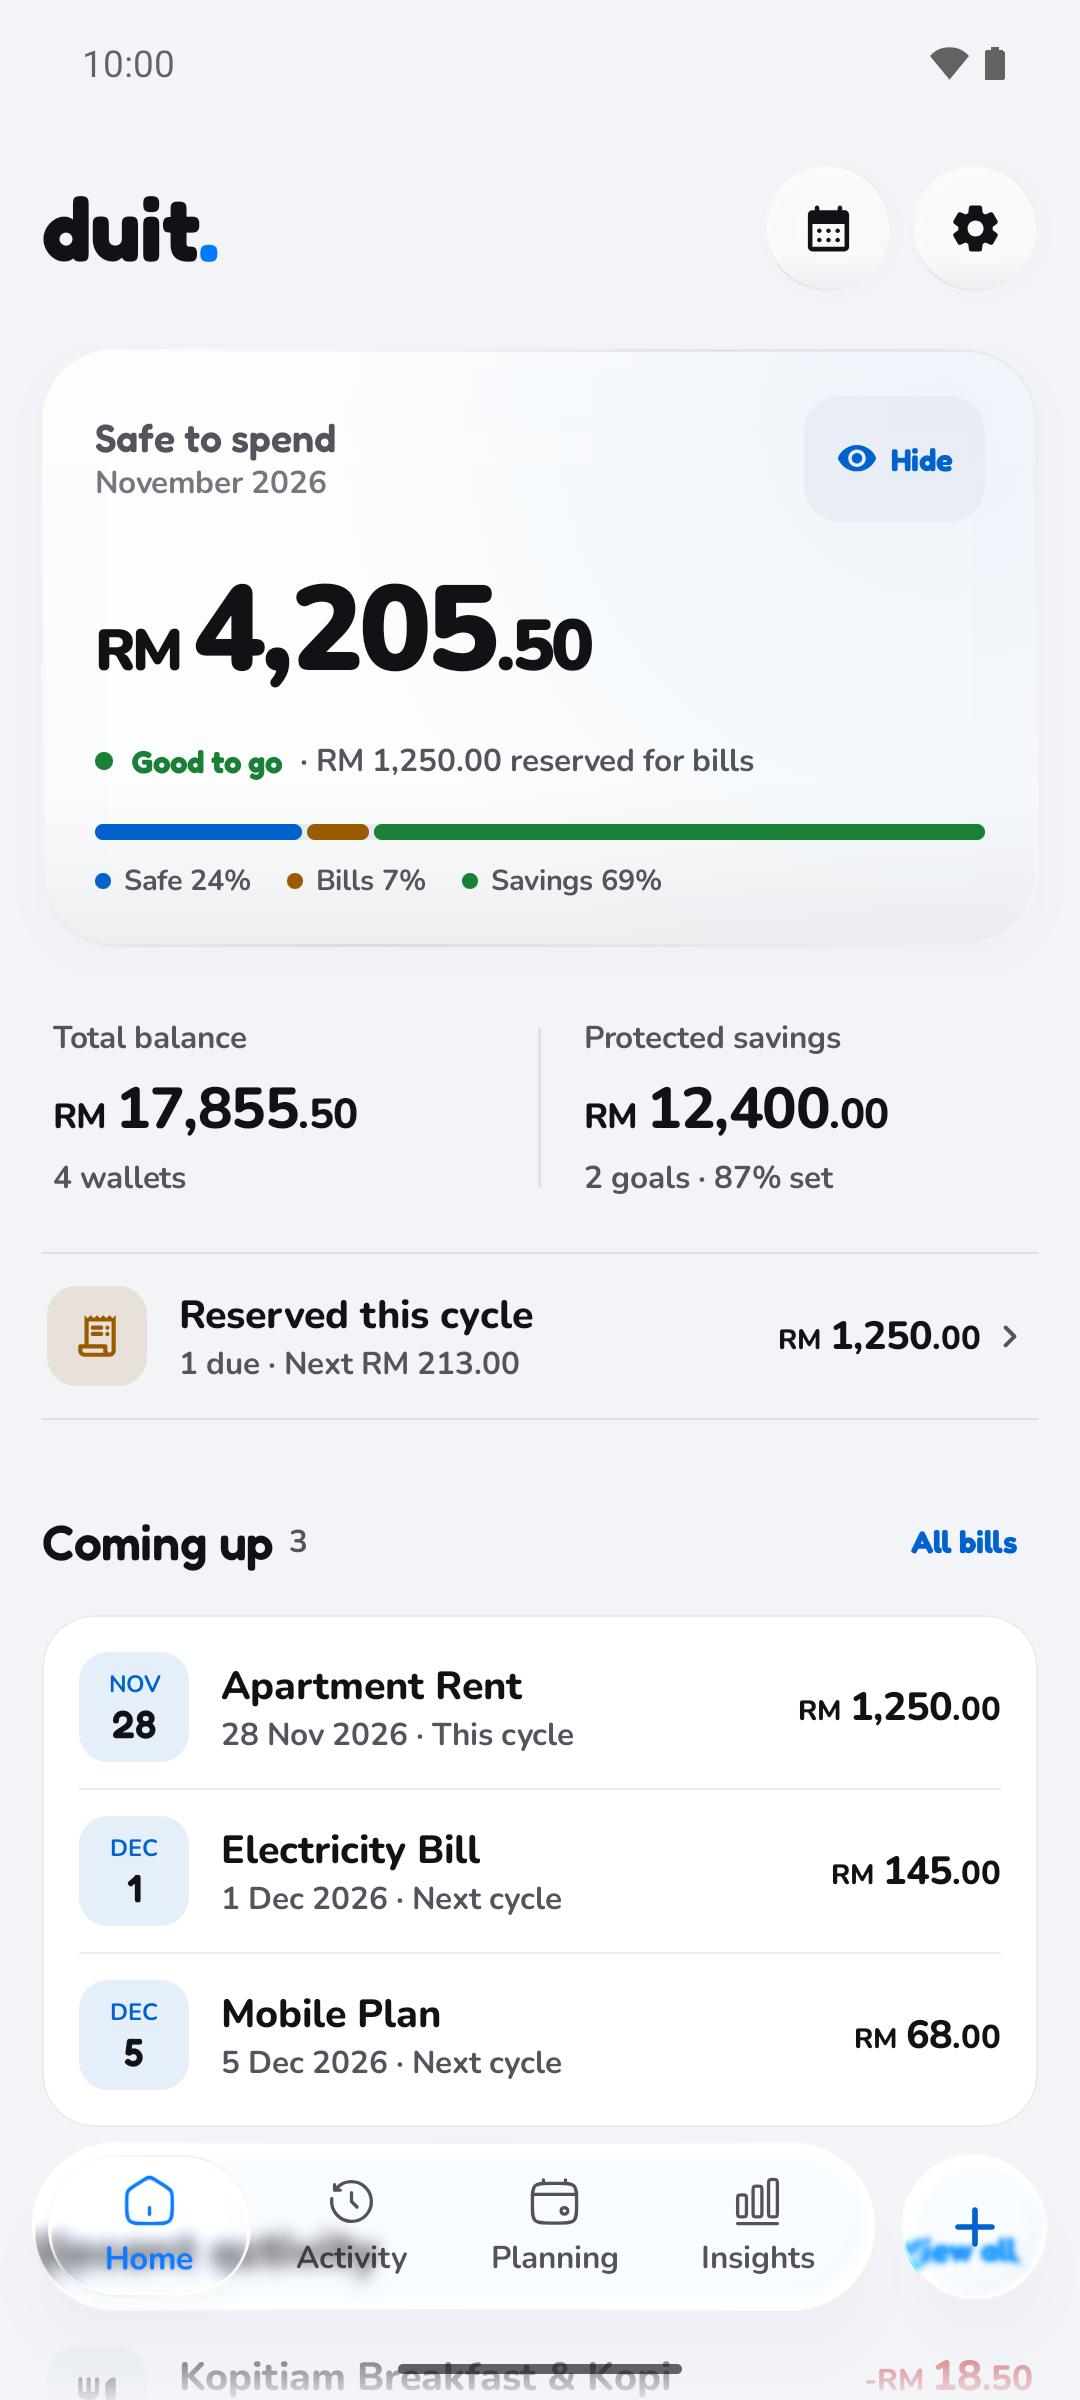 10:00
duit.
Safe to spend
November 2026
Hide
RM 4,205.50
Good to go · RM 1,250.00 reserved for bills
Safe 24% Bills 7% Savings 69%
Total balance
RM 17,855.50
4 wallets
Protected savings
RM 12,400.00
2 goals · 87% set
Reserved this cycle
1 due · Next RM 213.00
RM 1,250.00
Coming up 3
All bills
NOV
28
Apartment Rent
28 Nov 2026 · This cycle
RM 1,250.00
DEC
1
Electricity Bill
1 Dec 2026 · Next cycle
RM 145.00
DEC
5
Mobile Plan
5 Dec 2026 · Next cycle
RM 68.00
View all
Home Activity Planning Insights
Kopitiam Breakfast & Kopi
-RM 18.50